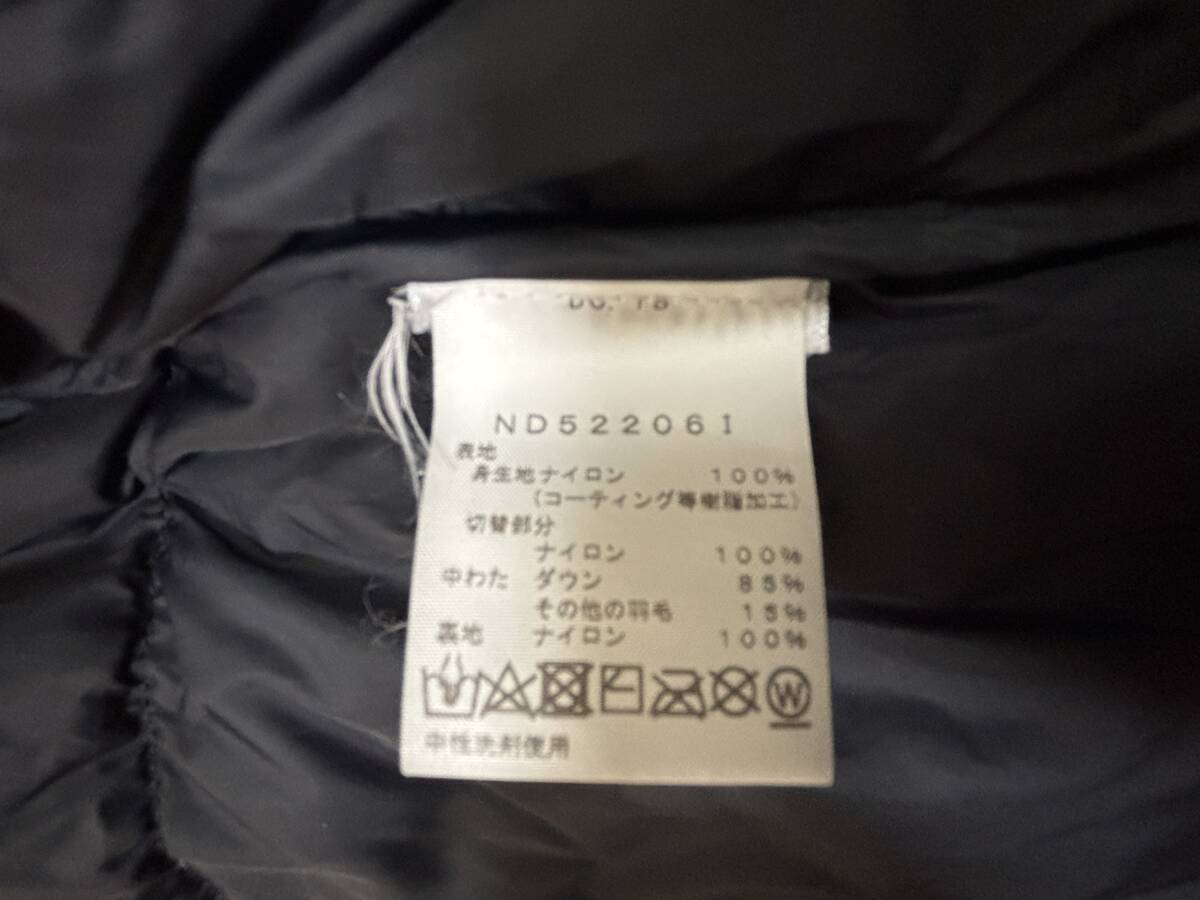 ND52206I
表地
身生地ナイロン 100%
(コーティング等樹脂加工)
切替部分
ナイロン 100%
中わた ダウン 85%
その他の羽毛 15%
裏地 ナイロン 100%
W
中性洗剤使用